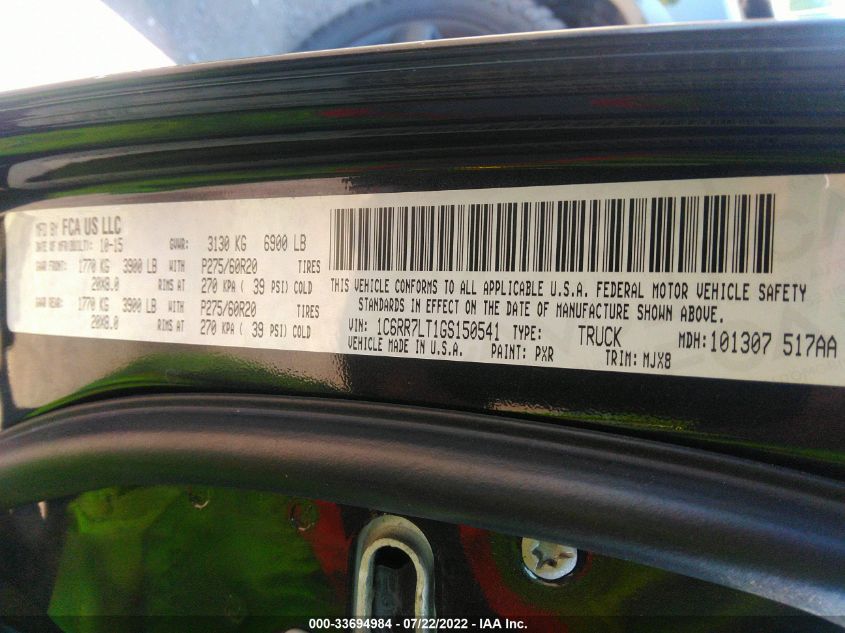 MFD BY FCA US LLC
DATE OF MFR/BUILT: 10-15 GVWR: 3130 KG 6900 LB
GAWR FRONT: 1770 KG 3900 LB WITH P275/60R20 TIRES
20X8.0 RIMS AT 270 KPA ( 39 PSI) COLD
GAWR REAR: 1770 KG 3900 LB WITH P275/60R20 TIRES
20X8.0 RIMS AT 270 KPA ( 39 PSI) COLD
THIS VEHICLE CONFORMS TO ALL APPLICABLE U.S.A. FEDERAL MOTOR VEHICLE SAFETY
STANDARDS IN EFFECT ON THE DATE OF MANUFACTURE SHOWN ABOVE.
VIN: 1C6RR7LT1GS150541 TYPE: TRUCK MDH: 101307 517AA
VEHICLE MADE IN U.S.A. PAINT: PXR TRIM: MJX8
000-33694984 - 07/22/2022 - IAA Inc.